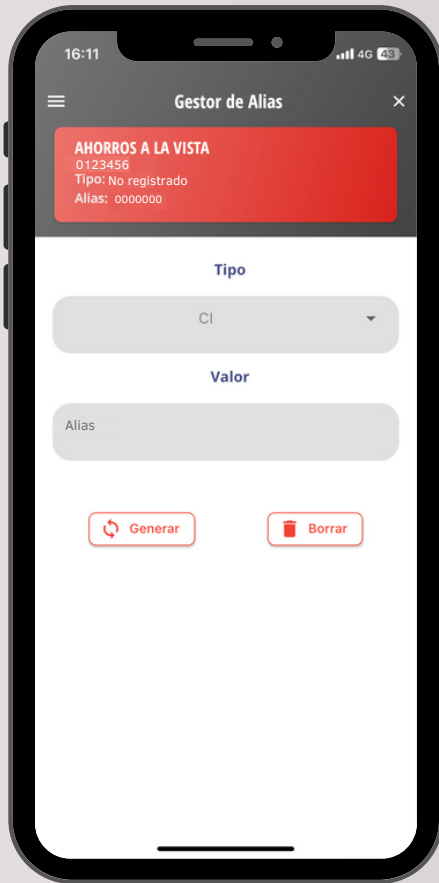 16:11
4G 43
Gestor de Alias
AHORROS A LA VISTA
0123456
Tipo: No registrado
Alias: 0000000
Tipo
CI
Valor
Alias
Generar
Borrar